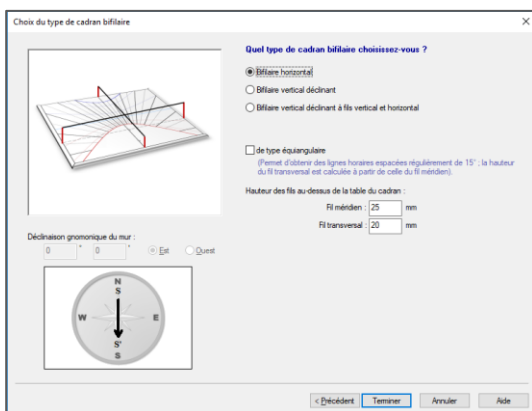 Choix du type de cadran bifilaire
Quel type de cadran bifilaire choisissez-vous ?
Bifilaire horizontal
Bifilaire vertical déclinant
Bifilaire vertical déclinant à fils vertical et horizontal
de type équiangulaire
(Permet d'obtenir des lignes horaires espacées régulièrement de 15° ; la hauteur
du fil transversal est calculée à partir de celle du fil méridien).
Hauteur des fils au-dessus de la table du cadran :
Fil méridien : 25 mm
Fil transversal : 20 mm
Déclinaison gnomonique du mur :
0 ° 0 ' Est Ouest
N
S
W E
S'
S
< Précédent Terminer Annuler Aide